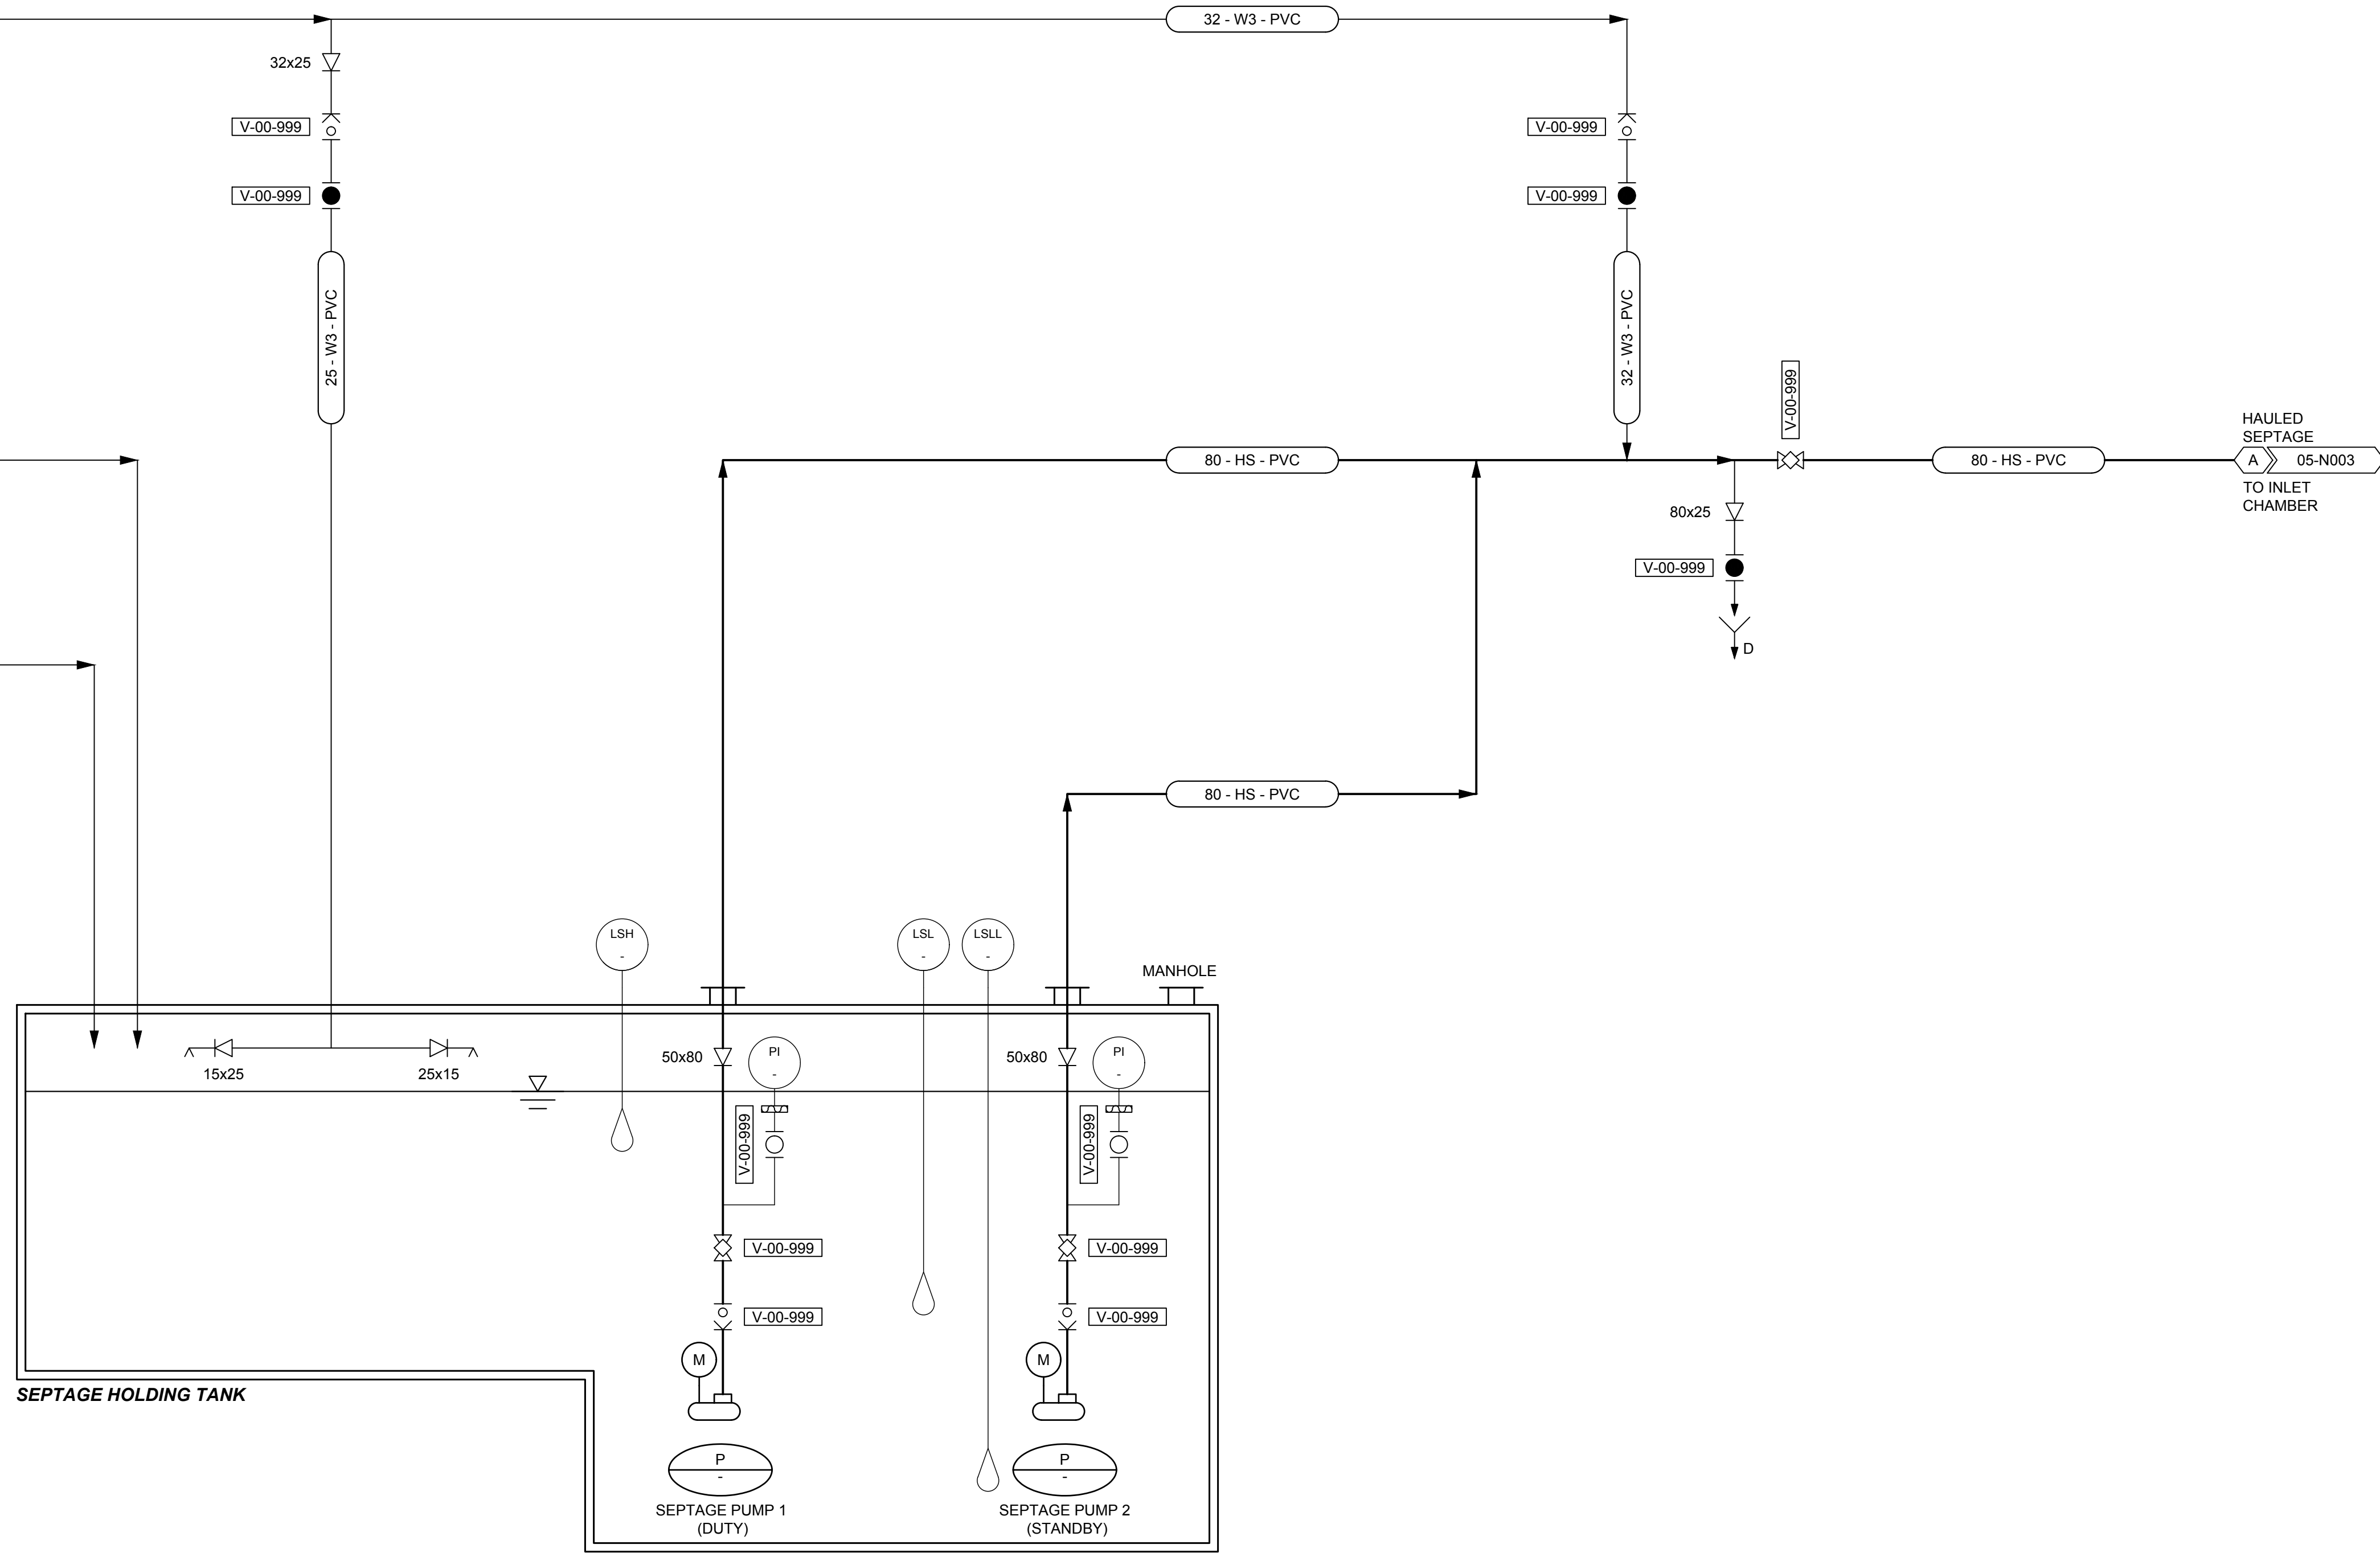 32 - W3 - PVC
32x25
V-00-999
V-00-999
V-00-999
V-00-999
25 - W3 - PVC
32 - W3 - PVC
V-00-999
HAULED
SEPTAGE
80 - HS - PVC
80 - HS - PVC
A
05-N003
TO INLET
CHAMBER
80x25
V-00-999
D
80 - HS - PVC
LSH
-
LSL
-
LSLL
-
MANHOLE
50x80
PI
-
50x80
PI
-
15x25
25x15
V-00-999
V-00-999
V-00-999
V-00-999
V-00-999
V-00-999
M
M
SEPTAGE HOLDING TANK
P
-
P
-
SEPTAGE PUMP 1
(DUTY)
SEPTAGE PUMP 2
(STANDBY)